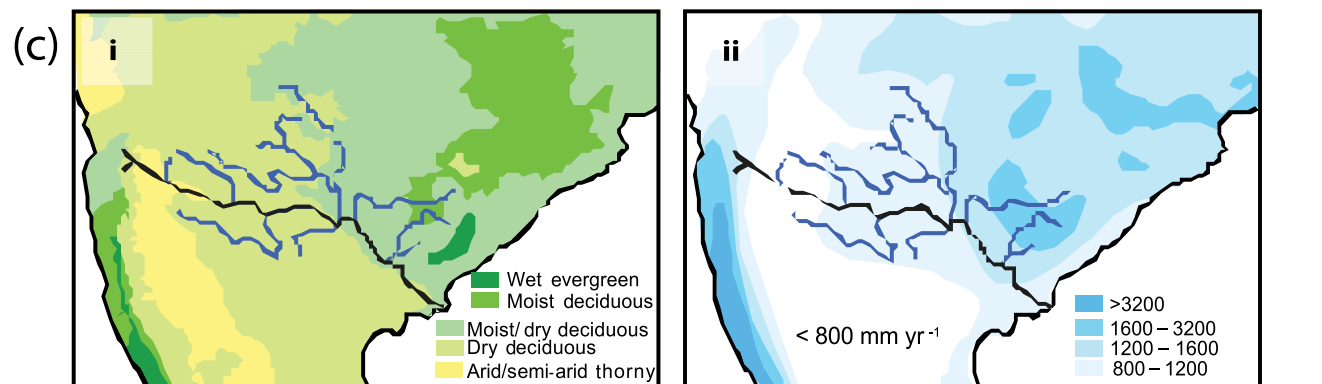 (c)
i
Wet evergreen
Moist deciduous
Moist/dry deciduous
Dry deciduous
Arid/semi-arid thorny
ii
< 800 mm yr⁻¹
>3200
1600 – 3200
1200 – 1600
800 – 1200